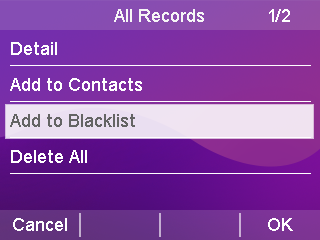 All Records 1/2
Detail
Add to Contacts
Add to Blacklist
Delete All
Cancel OK